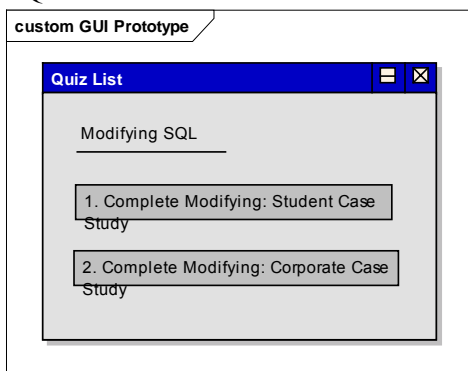 custom GUI Prototype
Quiz List
Modifying SQL
1. Complete Modifying: Student Case
Study
2. Complete Modifying: Corporate Case
Study